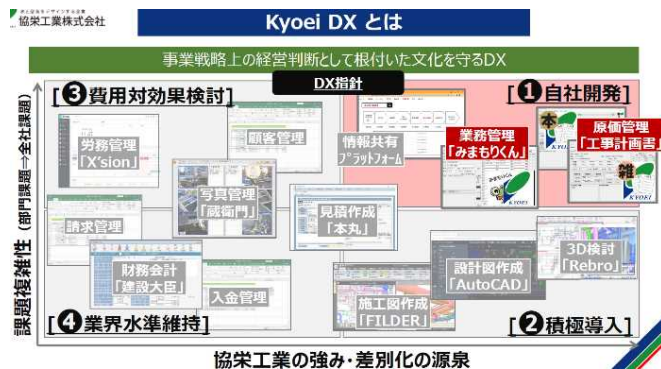 協栄工業株式会社
Kyoei DX とは
事業戦略上の経営判断として根付いた文化を守るDX
DX指針
[❸費用対効果検討]
[❶自社開発]
労務管理
「X'sion」
顧客管理
情報共有
プラットフォーム
業務管理
「みまもりくん」
原価管理
「工事計画書」
本
雑
KYOEI
KYOEI
写真管理
「蔵衛門」
見積作成
「本丸」
請求管理
財務会計
「建設大臣」
入金管理
施工図作成
「FILDER」
設計図作成
「AutoCAD」
3D検討
「Rebro」
[❹業界水準維持]
[❷積極導入]
課題複雑性(部門課題⇒全社課題)
協栄工業の強み・差別化の源泉